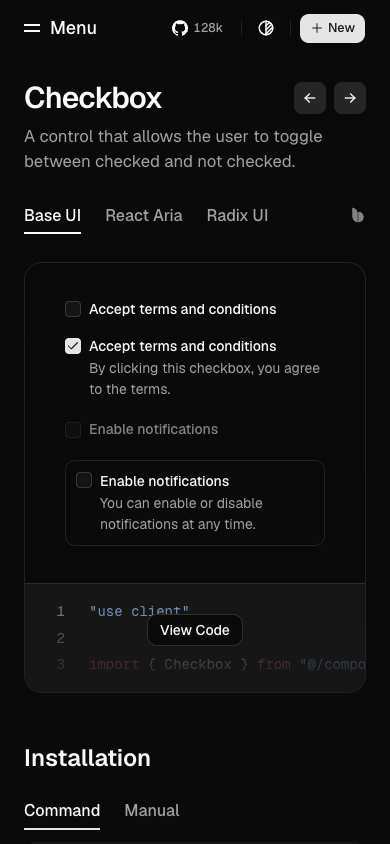 Menu
128k
New
Checkbox
A control that allows the user to toggle
between checked and not checked.
Base UI
React Aria
Radix UI
Accept terms and conditions
Accept terms and conditions
By clicking this checkbox, you agree
to the terms.
Enable notifications
Enable notifications
You can enable or disable
notifications at any time.
1 "use client"
2
View Code
3 import { Checkbox } from "@/compo
Installation
Command
Manual